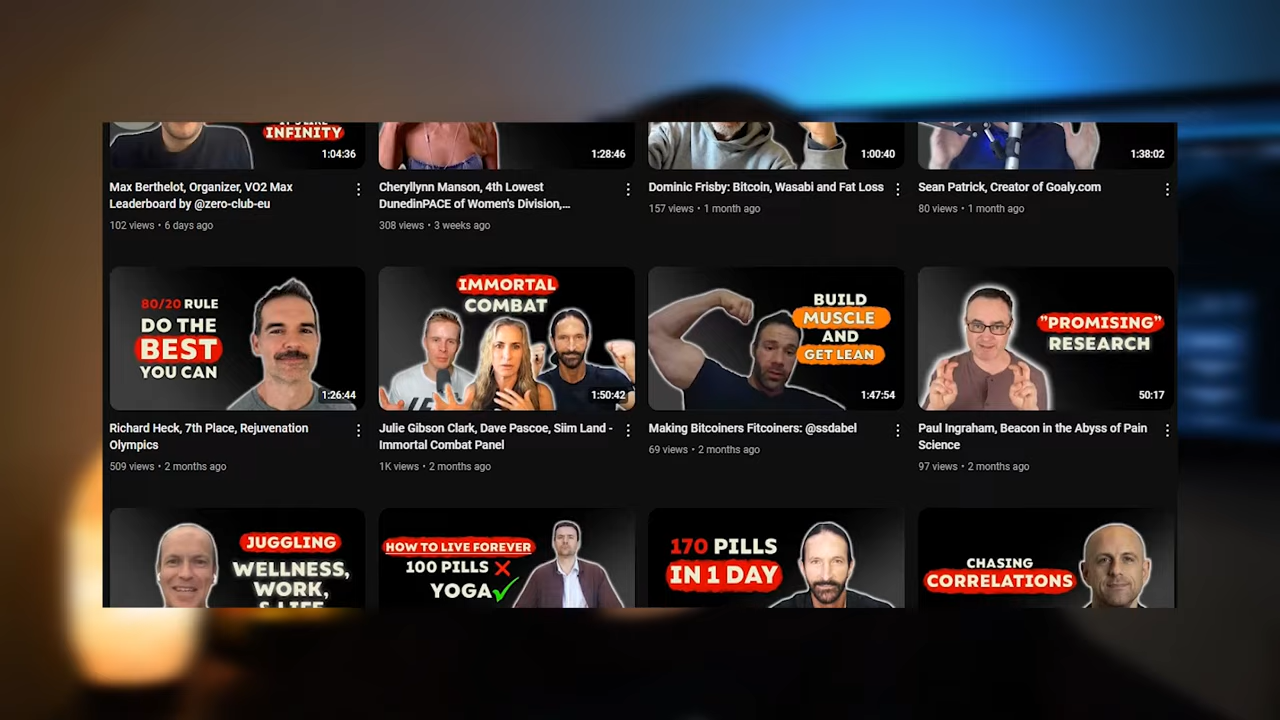 IT'S LIKE
INFINITY
1:04:36
1:28:46
1:00:40
1:38:02
Max Berthelot, Organizer, VO2 Max
Leaderboard by @zero-club-eu
102 views • 6 days ago
Cheryllynn Manson, 4th Lowest
DunedinPACE of Women's Division,...
308 views • 3 weeks ago
Dominic Frisby: Bitcoin, Wasabi and Fat Loss
157 views • 1 month ago
Sean Patrick, Creator of Goaly.com
80 views • 1 month ago
80/20 RULE
DO THE
BEST
YOU CAN
1:26:44
IMMORTAL
COMBAT
1:50:42
BUILD
MUSCLE
AND
GET LEAN
1:47:54
"PROMISING"
RESEARCH
50:17
Richard Heck, 7th Place, Rejuvenation
Olympics
509 views • 2 months ago
Julie Gibson Clark, Dave Pascoe, Siim Land -
Immortal Combat Panel
1K views • 2 months ago
Making Bitcoiners Fitcoiners: @ssdabel
69 views • 2 months ago
Paul Ingraham, Beacon in the Abyss of Pain
Science
97 views • 2 months ago
JUGGLING
WELLNESS,
WORK,
& LIFE
HOW TO LIVE FOREVER
100 PILLS
YOGA
170 PILLS
IN 1 DAY
CHASING
CORRELATIONS